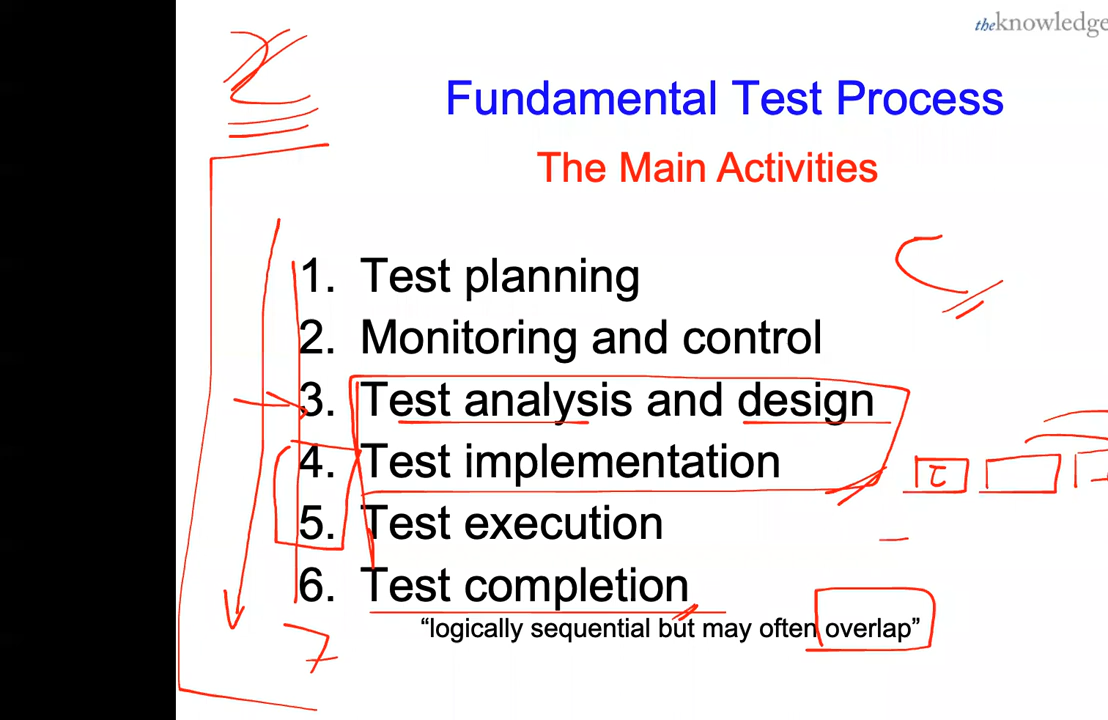 theknowledge
Fundamental Test Process
The Main Activities
1. Test planning
2. Monitoring and control
3. Test analysis and design
4. Test implementation
5. Test execution
6. Test completion
“logically sequential but may often overlap”
7